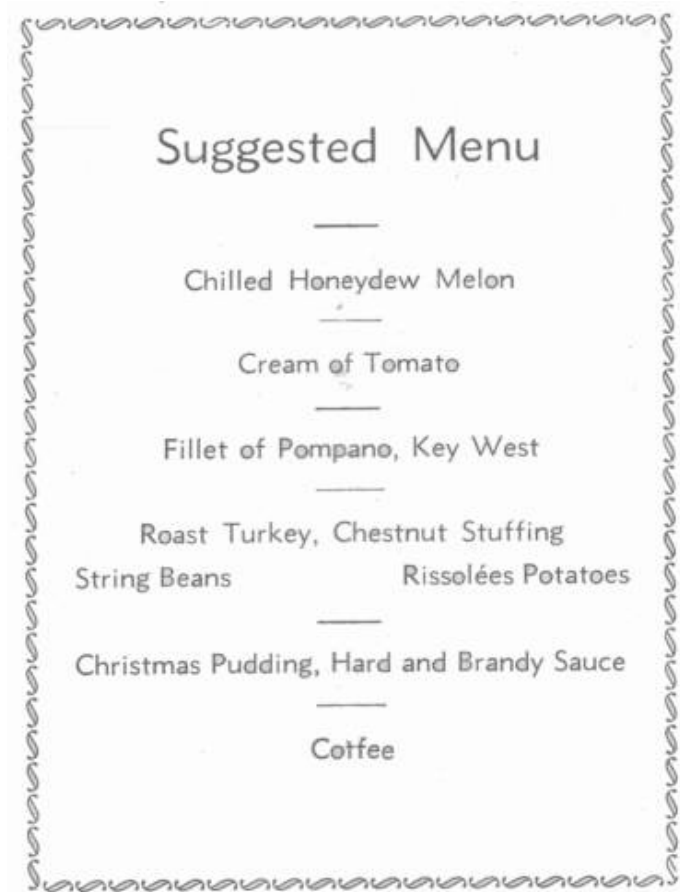 Suggested Menu
Chilled Honeydew Melon
Cream of Tomato
Fillet of Pompano, Key West
Roast Turkey, Chestnut Stuffing
String Beans Rissolées Potatoes
Christmas Pudding, Hard and Brandy Sauce
Coffee